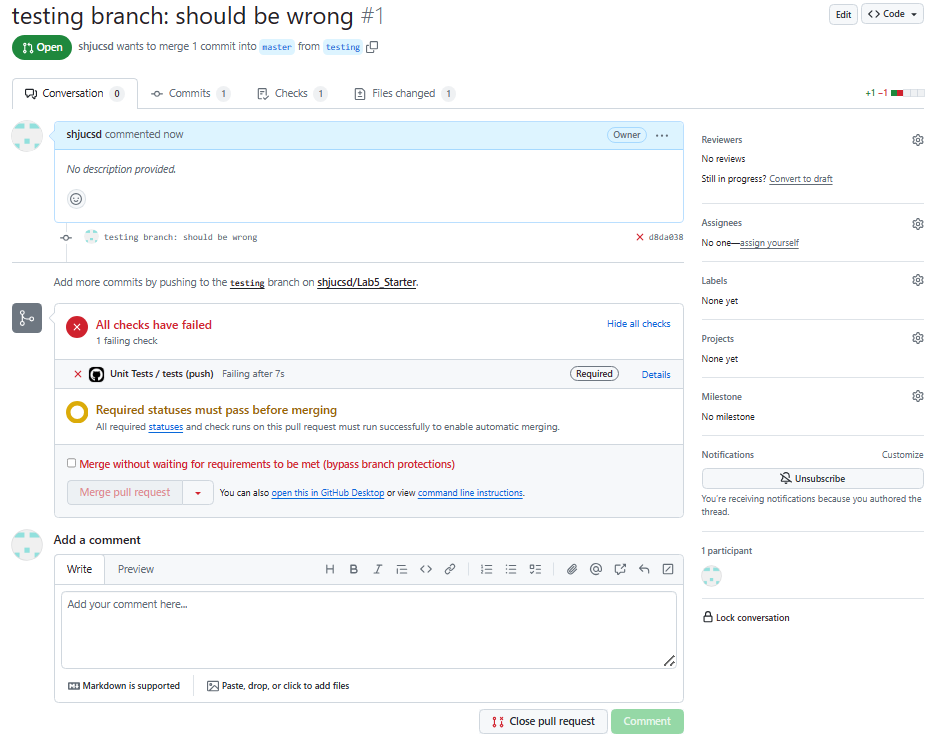 testing branch: should be wrong #1
Edit
Code
Open
shjucsd wants to merge 1 commit into master from testing
Conversation 0
Commits 1
Checks 1
Files changed 1
+1 −1
shjucsd commented now
Owner
No description provided.
testing branch: should be wrong
d8da038
Add more commits by pushing to the testing branch on shjucsd/Lab5_Starter.
All checks have failed
1 failing check
Hide all checks
Unit Tests / tests (push) Failing after 7s
Required
Details
Required statuses must pass before merging
All required statuses and check runs on this pull request must run successfully to enable automatic merging.
Merge without waiting for requirements to be met (bypass branch protections)
Merge pull request
You can also open this in GitHub Desktop or view command line instructions.
Add a comment
Write
Preview
Add your comment here...
Markdown is supported
Paste, drop, or click to add files
Close pull request
Comment
Reviewers
No reviews
Still in progress? Convert to draft
Assignees
No one—assign yourself
Labels
None yet
Projects
None yet
Milestone
No milestone
Notifications
Customize
Unsubscribe
You're receiving notifications because you authored the
thread.
1 participant
Lock conversation